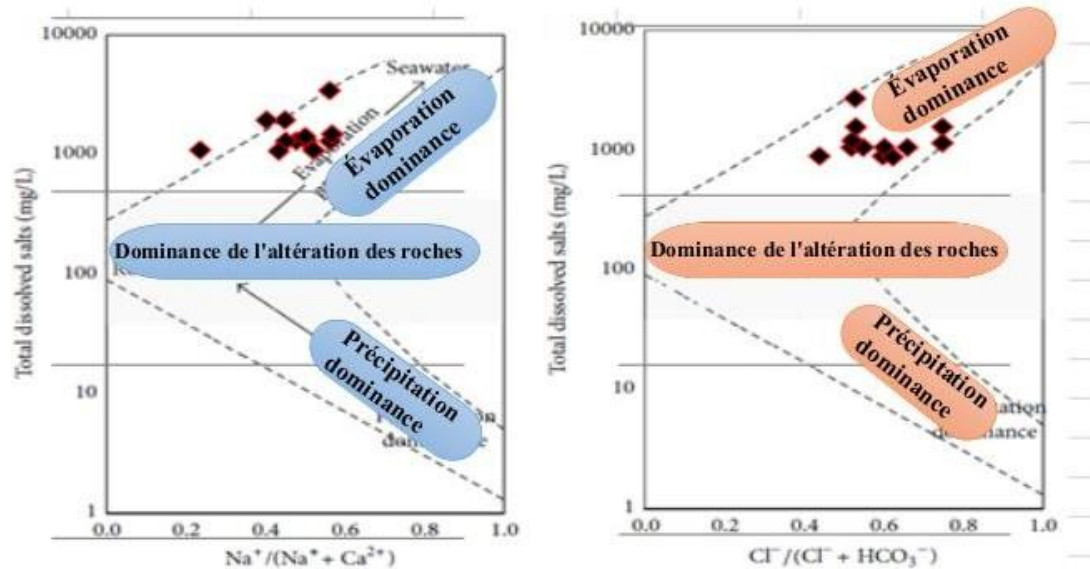 10000
1000
100
10
1
Total dissolved salts (mg/L)
Seawater
Evaporation
Évaporation
dominance
Dominance de l'altération des roches
Précipitation
dominance
0.0
0.2
0.4
0.6
0.8
1.0
Na⁺/(Na* + Ca²⁺)
10000
1000
100
10
1
Total dissolved salts (mg/L)
Évaporation
dominance
Dominance de l'altération des roches
Précipitation
dominance
0.0
0.2
0.4
0.6
0.8
1.0
Cl⁻/(Cl⁻ + HCO₃⁻)